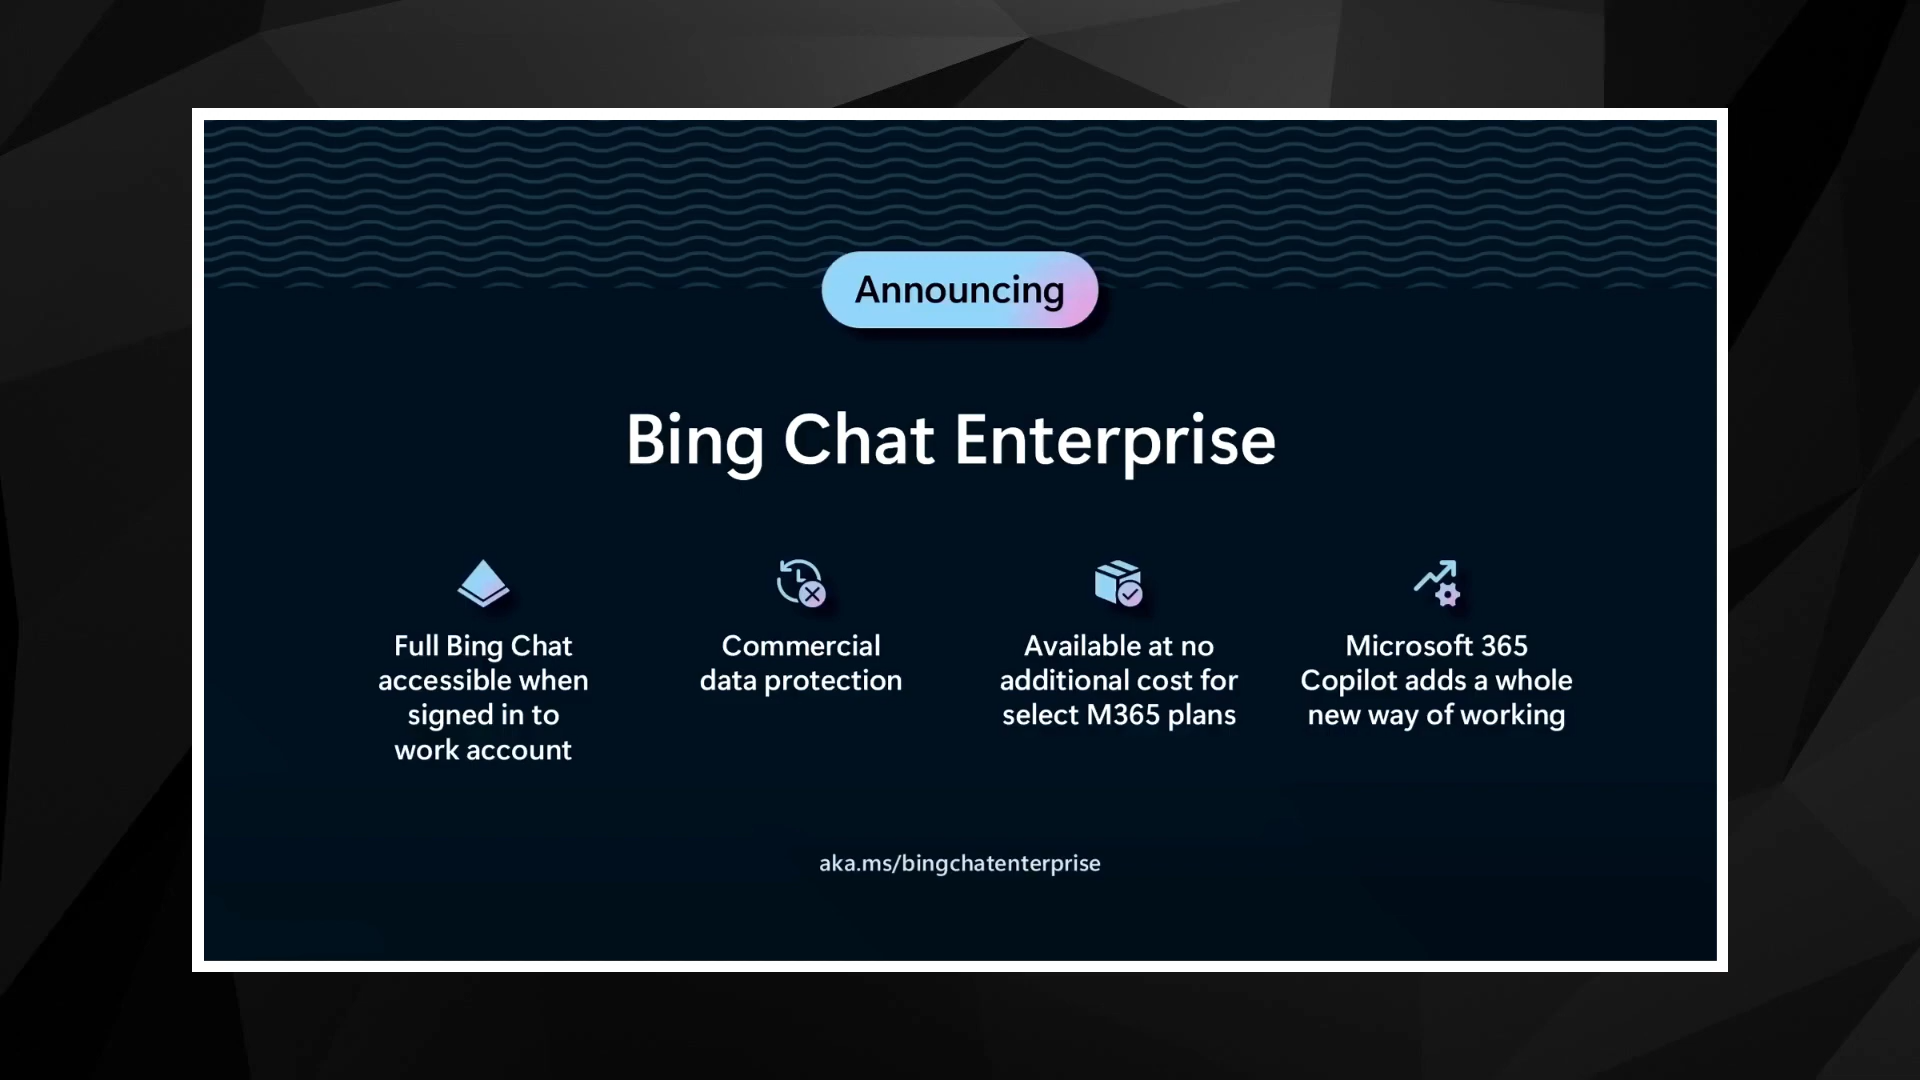 Announcing
Bing Chat Enterprise
Full Bing Chat
accessible when
signed in to
work account
Commercial
data protection
Available at no
additional cost for
select M365 plans
Microsoft 365
Copilot adds a whole
new way of working
aka.ms/bingchatenterprise